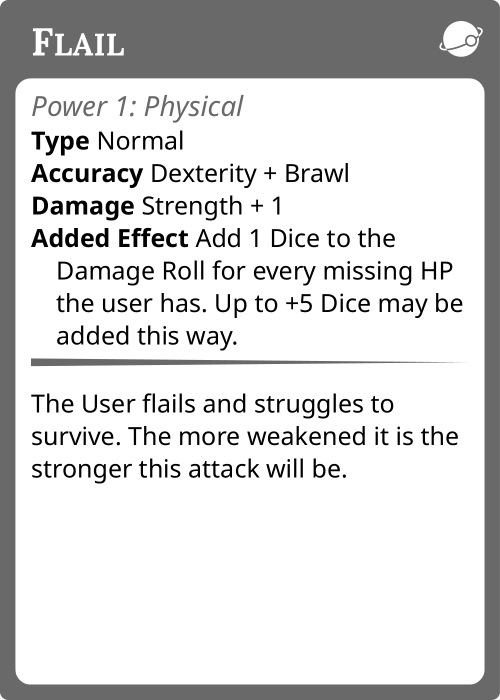 FLAIL
Power 1: Physical
Type Normal
Accuracy Dexterity + Brawl
Damage Strength + 1
Added Effect Add 1 Dice to the
Damage Roll for every missing HP
the user has. Up to +5 Dice may be
added this way.
The User flails and struggles to
survive. The more weakened it is the
stronger this attack will be.